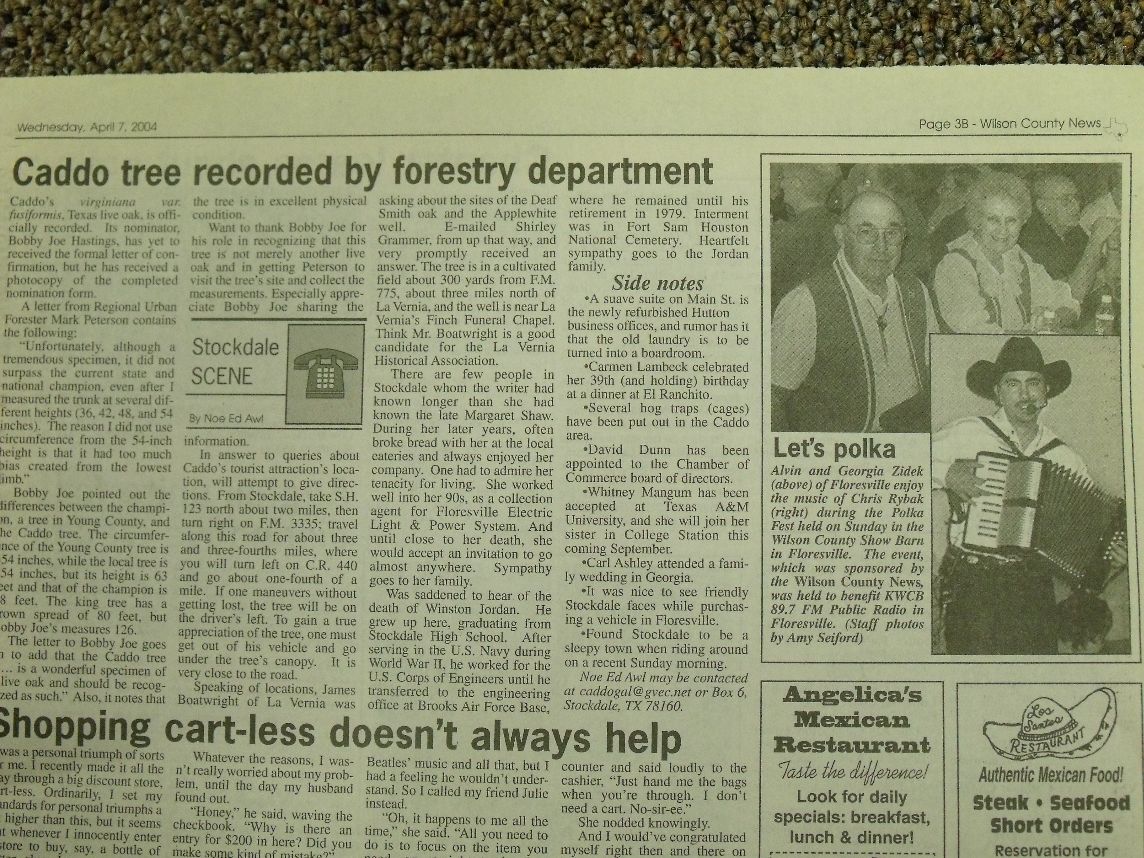 Wednesday, April 7, 2004
Page 3B - Wilson County News
Caddo tree recorded by forestry department
Caddo's virginiana var.
fusiformis, Texas live oak, is offi-
cially recorded. Its nominator,
Bobby Joe Hastings, has yet to
received the formal letter of con-
firmation, but he has received a
photocopy of the completed
nomination form.
A letter from Regional Urban
Forester Mark Peterson contains
the following:
"Unfortunately, although a
tremendous specimen, it did not
surpass the current state and
national champion, even after I
measured the trunk at several dif-
ferent heights (36, 42, 48, and 54
inches). The reason I did not use
circumference from the 54-inch
height is that it had too much
bias created from the lowest
imb."
Bobby Joe pointed out the
differences between the champi-
on, a tree in Young County, and
he Caddo tree. The circumfer-
nce of the Young County tree is
54 inches, while the local tree is
54 inches, but its height is 63
eet and that of the champion is
8 feet. The king tree has a
rown spread of 80 feet, but
obby Joe's measures 126.
The letter to Bobby Joe goes
n to add that the Caddo tree
... is a wonderful specimen of
live oak and should be recog-
zed as such." Also, it notes that
the tree is in excellent physical
condition.
Want to thank Bobby Joe for
his role in recognizing that this
tree is not merely another live
oak and in getting Peterson to
visit the tree's site and collect the
measurements. Especially appre-
ciate Bobby Joe sharing the
Stockdale
SCENE
By Noe Ed Awl
information.
In answer to queries about
Caddo's tourist attraction's loca-
tion, will attempt to give direc-
tions. From Stockdale, take S.H.
123 north about two miles, then
turn right on F.M. 3335; travel
along this road for about three
and three-fourths miles, where
you will turn left on C.R. 440
and go about one-fourth of a
mile. If one maneuvers without
getting lost, the tree will be on
the driver's left. To gain a true
appreciation of the tree, one must
get out of his vehicle and go
under the tree's canopy. It is
very close to the road.
Speaking of locations, James
Boatwright of La Vernia was
asking about the sites of the Deaf
Smith oak and the Applewhite
well. E-mailed Shirley
Grammer, from up that way, and
very promptly received an
answer. The tree is in a cultivated
field about 300 yards from F.M.
775, about three miles north of
La Vernia, and the well is near La
Vernia's Finch Funeral Chapel.
Think Mr. Boatwright is a good
candidate for the La Vernia
Historical Association.
There are few people in
Stockdale whom the writer had
known longer than she had
known the late Margaret Shaw.
During her later years, often
broke bread with her at the local
eateries and always enjoyed her
company. One had to admire her
tenacity for living. She worked
well into her 90s, as a collection
agent for Floresville Electric
Light & Power System. And
until close to her death, she
would accept an invitation to go
almost anywhere. Sympathy
goes to her family.
Was saddened to hear of the
death of Winston Jordan. He
grew up here, graduating from
Stockdale High School. After
serving in the U.S. Navy during
World War II, he worked for the
U.S. Corps of Engineers until he
transferred to the engineering
office at Brooks Air Force Base,
where he remained until his
retirement in 1979. Interment
was in Fort Sam Houston
National Cemetery. Heartfelt
sympathy goes to the Jordan
family.
Side notes
•A suave suite on Main St. is
the newly refurbished Hutton
business offices, and rumor has it
that the old laundry is to be
turned into a boardroom.
•Carmen Lambeck celebrated
her 39th (and holding) birthday
at a dinner at El Ranchito.
•Several hog traps (cages)
have been put out in the Caddo
area.
•David Dunn has been
appointed to the Chamber of
Commerce board of directors.
•Whitney Mangum has been
accepted at Texas A&M
University, and she will join her
sister in College Station this
coming September.
•Carl Ashley attended a fami-
ly wedding in Georgia.
•It was nice to see friendly
Stockdale faces while purchas-
ing a vehicle in Floresville.
•Found Stockdale to be a
sleepy town when riding around
on a recent Sunday morning.
Noe Ed Awl may be contacted
at caddogal@gvec.net or Box 6,
Stockdale, TX 78160.
Let's polka
Alvin and Georgia Zidek
(above) of Floresville enjoy
the music of Chris Rybak
(right) during the Polka
Fest held on Sunday in the
Wilson County Show Barn
in Floresville. The event,
which was sponsored by
the Wilson County News,
was held to benefit KWCB
89.7 FM Public Radio in
Floresville. (Staff photos
by Amy Seiford)
Shopping cart-less doesn't always help
was a personal triumph of sorts
r me. I recently made it all the
ay through a big discount store,
rt-less. Ordinarily, I set my
andards for personal triumphs a
higher than this, but it seems
t whenever I innocently enter
store to buy, say, a bottle of
Whatever the reasons, I was-
n't really worried about my prob-
lem, until the day my husband
found out.
"Honey," he said, waving the
checkbook. "Why is there an
entry for $200 in here? Did you
make some kind of mistake?"
Beatles' music and all that, but I
had a feeling he wouldn't under-
stand. So I called my friend Julie
instead.
"Oh, it happens to me all the
time," she said. "All you need to
do is to focus on the item you
counter and said loudly to the
cashier, "Just hand me the bags
when you're through. I don't
need a cart. No-sir-ee."
She nodded knowingly.
And I would've congratulated
myself right then and there on
Angelica's
Mexican
Restaurant
Taste the difference!
Look for daily
specials: breakfast,
lunch & dinner!
Los
Santos
RESTAURANT
Authentic Mexican Food!
Steak • Seafood
Short Orders
Reservation for